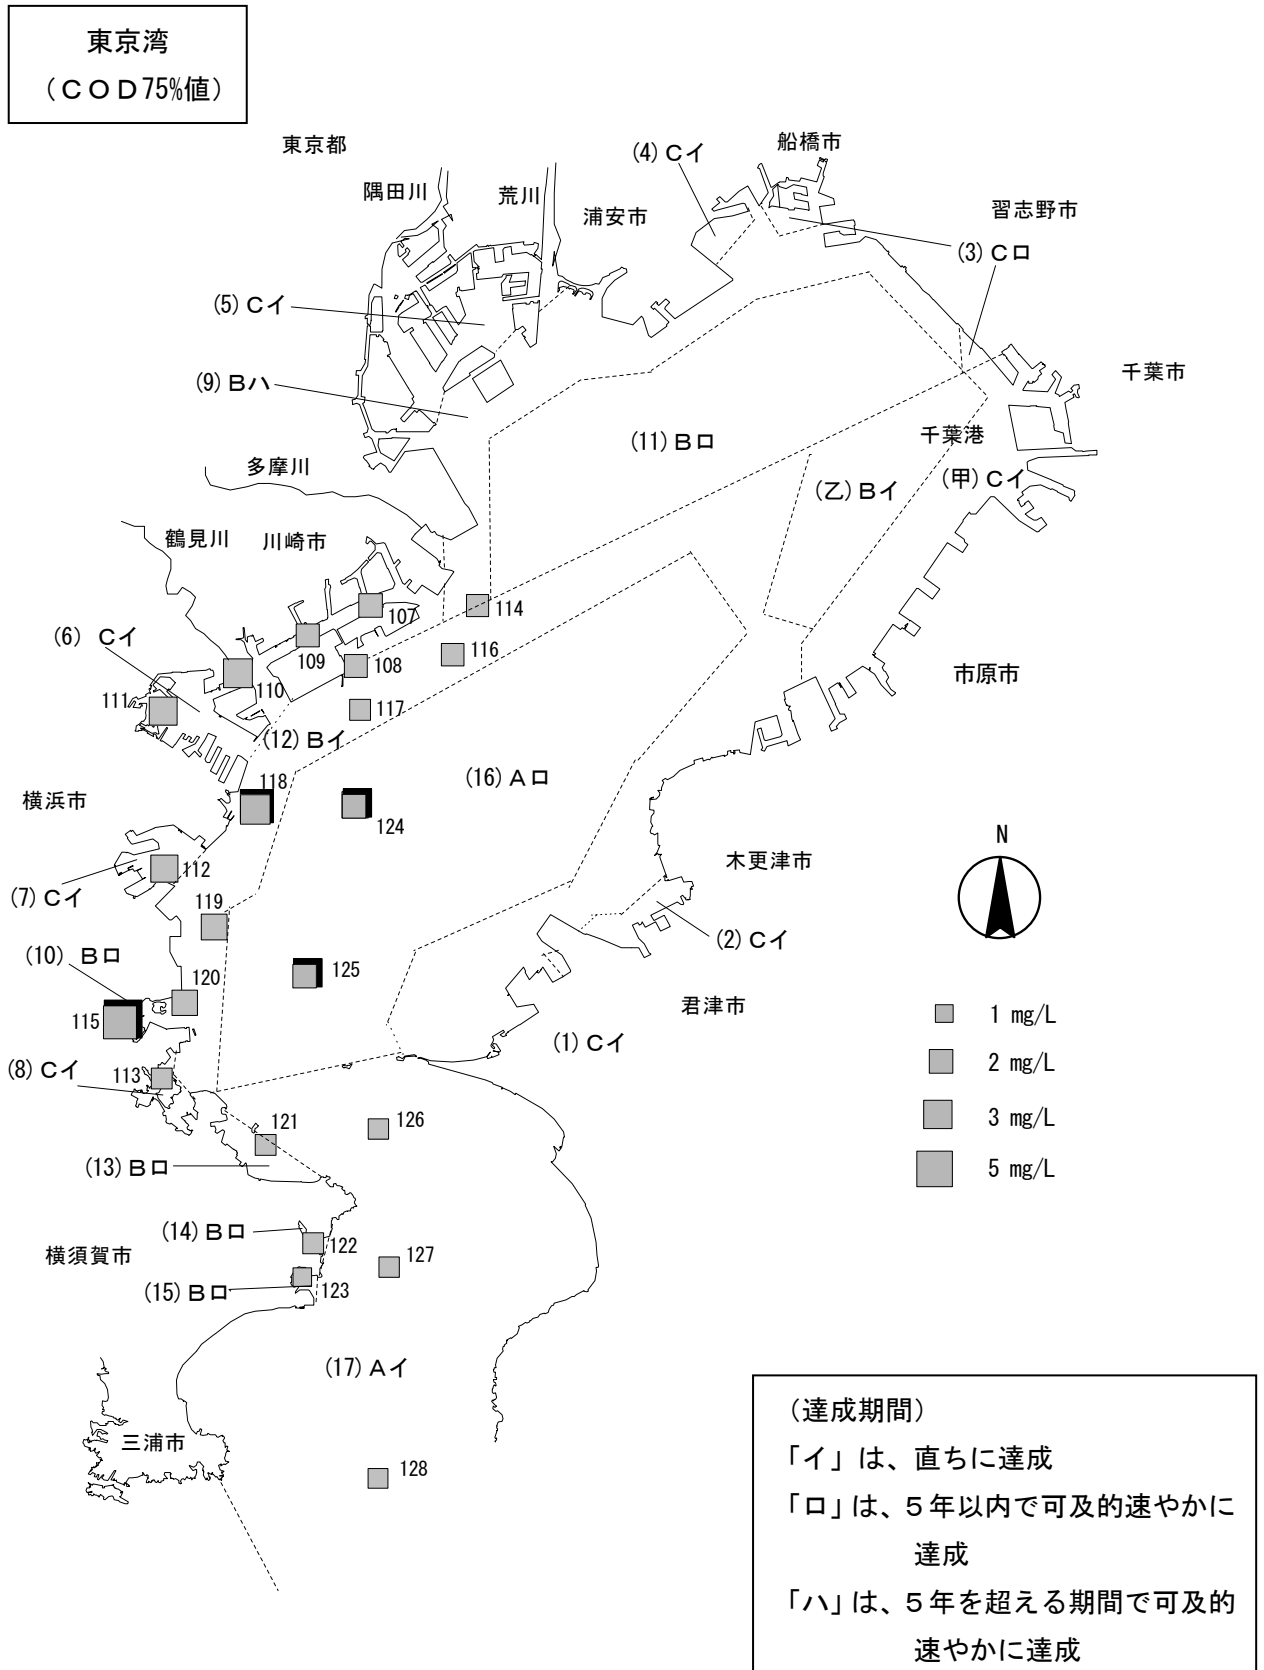 東京湾
（ＣＯＤ75%値）
東京都
船橋市
(4) Cイ
隅田川
荒川
浦安市
習志野市
(3) Cロ
(5) Cイ
千葉市
(9) Bハ
(11) Bロ
千葉港
多摩川
(乙) Bイ
(甲) Cイ
鶴見川
川崎市
107
114
(6) Cイ
109
108
116
110
市原市
111
117
(12) Bイ
118
(16) Aロ
横浜市
124
N
木更津市
112
(7) Cイ
119
(2) Cイ
(10) Bロ
120
125
君津市
115
1 mg/L
(1) Cイ
2 mg/L
(8) Cイ
113
121
126
3 mg/L
(13) Bロ
5 mg/L
(14) Bロ
122
横須賀市
127
(15) Bロ
123
(17) Aイ
三浦市
128
（達成期間）
「イ」は、直ちに達成
「ロ」は、５年以内で可及的速やかに
達成
「ハ」は、５年を超える期間で可及的
速やかに達成